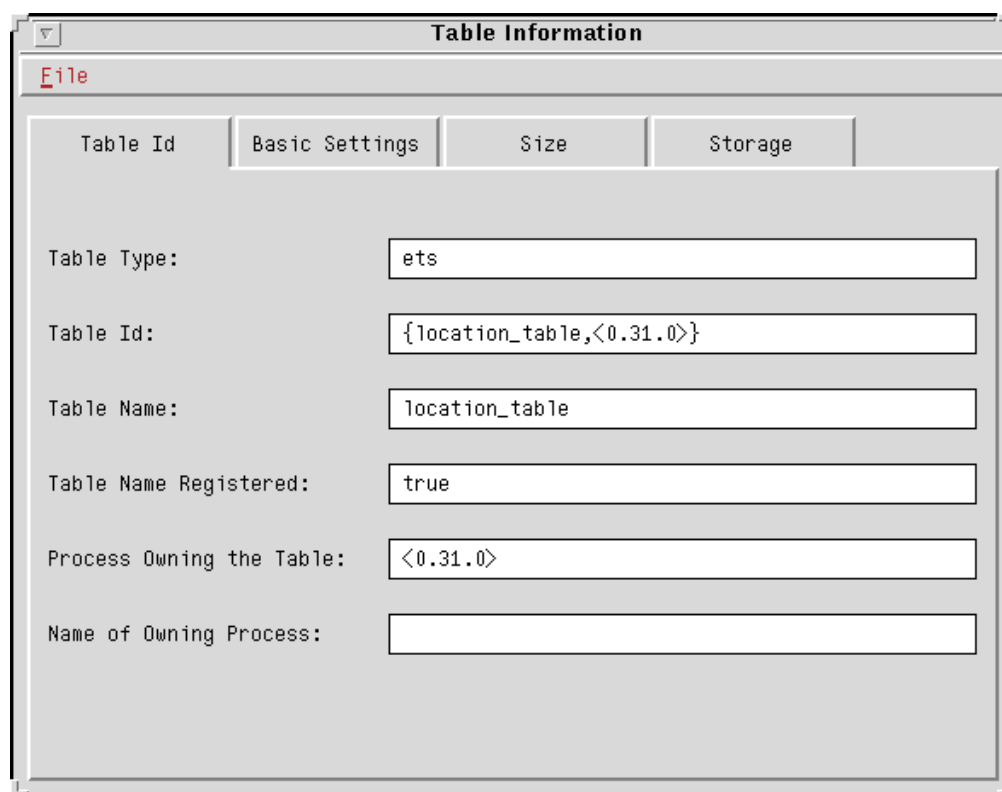 Table Information
File
Table Id Basic Settings Size Storage
Table Type: ets
Table Id: {location_table,<0.31.0>}
Table Name: location_table
Table Name Registered: true
Process Owning the Table: <0.31.0>
Name of Owning Process: